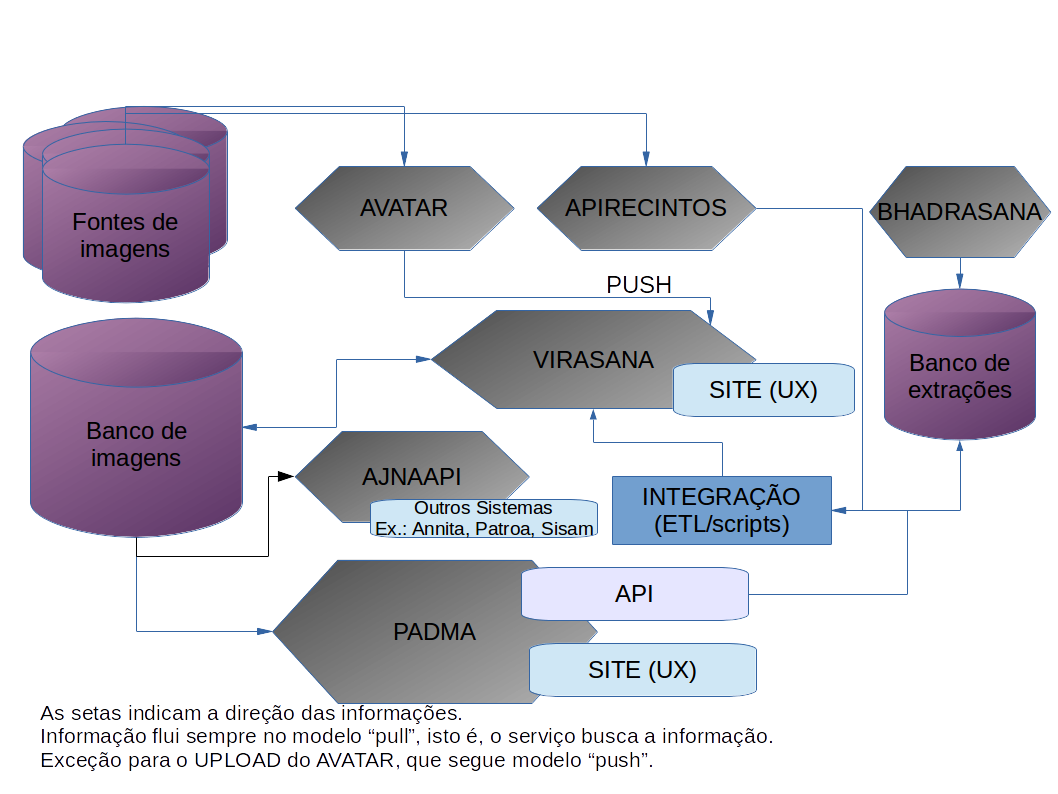 Fontes de
imagens
AVATAR
APIRECINTOS
BHADRASANA
PUSH
VIRASANA
SITE (UX)
Banco de
extrações
Banco de
imagens
AJNAAPI
Outros Sistemas
Ex.: Annita, Patroa, Sisam
INTEGRAÇÃO
(ETL/scripts)
API
PADMA
SITE (UX)
As setas indicam a direção das informações.
Informação flui sempre no modelo “pull”, isto é, o serviço busca a informação.
Exceção para o UPLOAD do AVATAR, que segue modelo “push”.